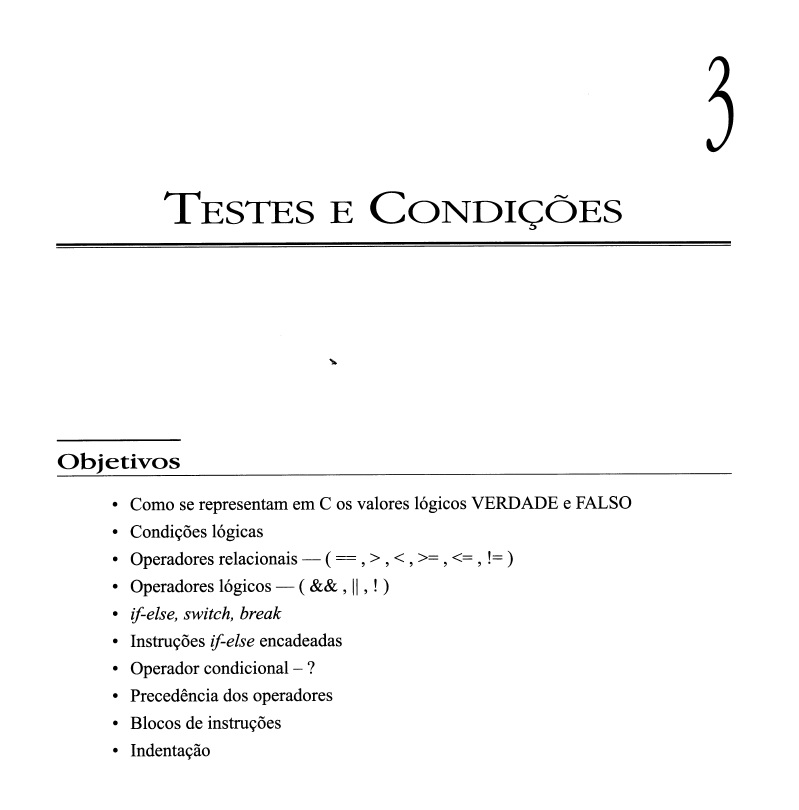 3
TESTES E CONDIÇÕES
Objetivos
• Como se representam em C os valores lógicos VERDADE e FALSO
• Condições lógicas
• Operadores relacionais — ( == , > , < , >= , <= , != )
• Operadores lógicos — ( && , || , ! )
• if-else, switch, break
• Instruções if-else encadeadas
• Operador condicional – ?
• Precedência dos operadores
• Blocos de instruções
• Indentação